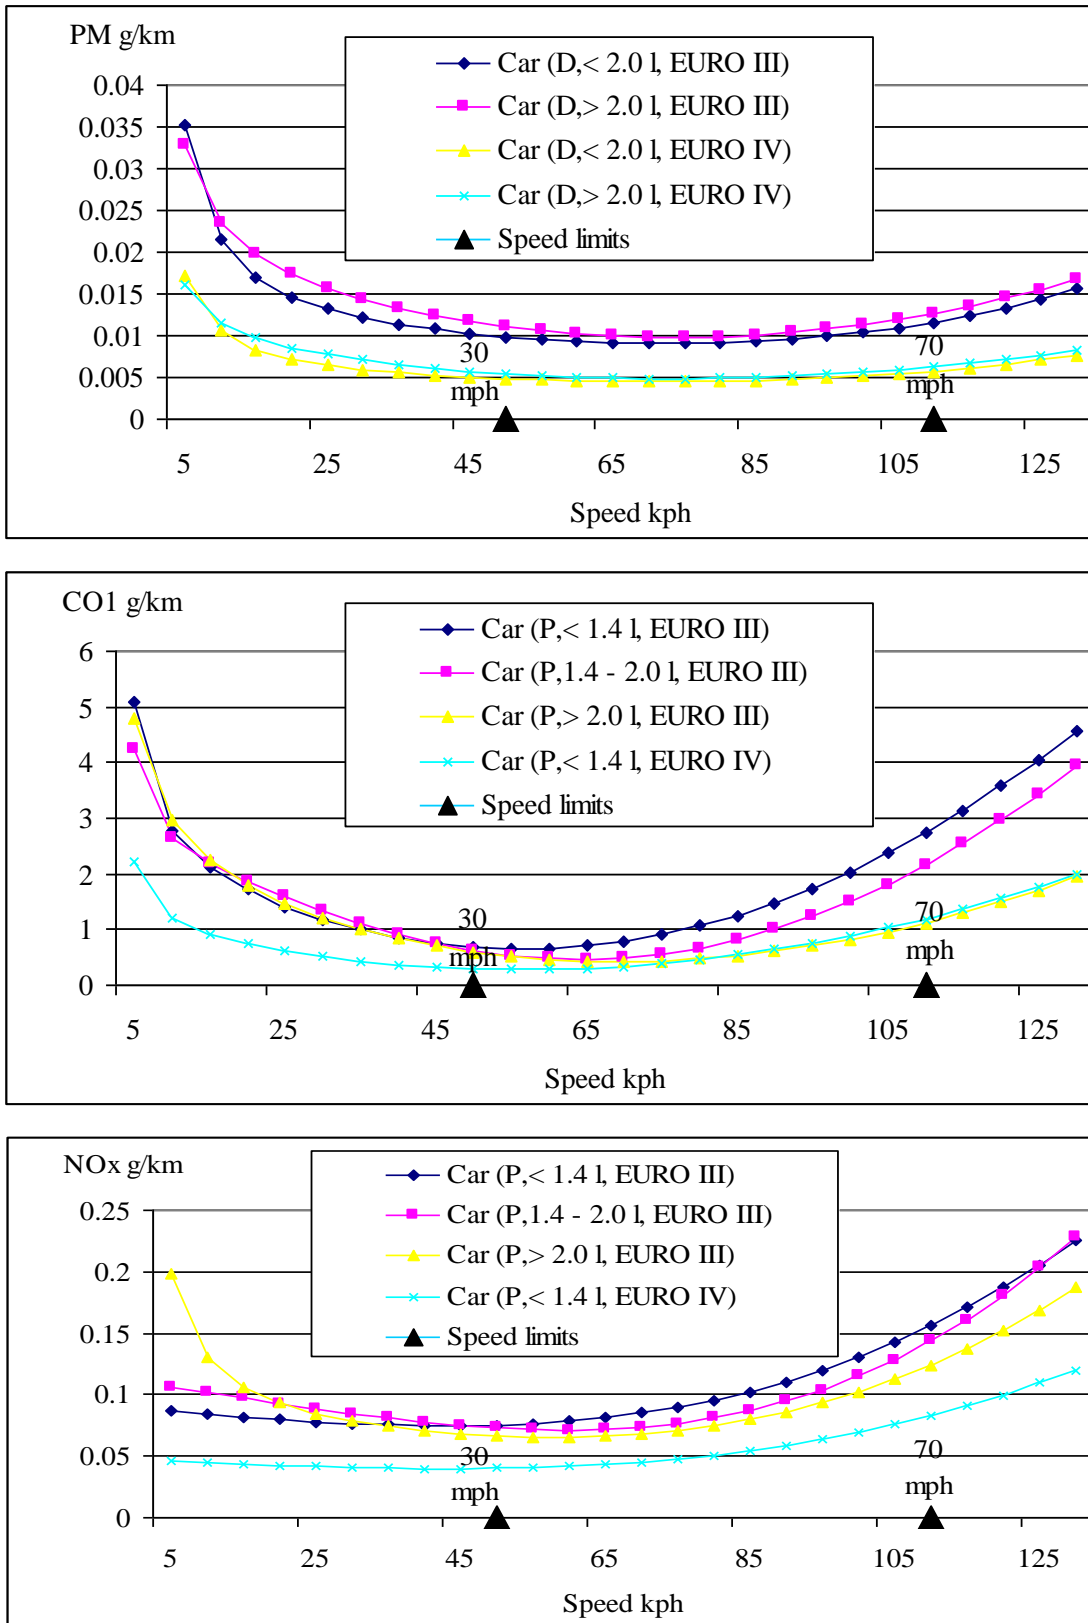 PM g/km
Car (D,< 2.0 l, EURO III)
Car (D,> 2.0 l, EURO III)
Car (D,< 2.0 l, EURO IV)
Car (D,> 2.0 l, EURO IV)
Speed limits
0.04
0.035
0.03
0.025
0.02
0.015
0.01
0.005
0
30
mph
70
mph
5 25 45 65 85 105 125
Speed kph
CO1 g/km
Car (P,< 1.4 l, EURO III)
Car (P,1.4 - 2.0 l, EURO III)
Car (P,> 2.0 l, EURO III)
Car (P,< 1.4 l, EURO IV)
Speed limits
6
5
4
3
2
1
0
30
mph
70
mph
5 25 45 65 85 105 125
Speed kph
NOx g/km
Car (P,< 1.4 l, EURO III)
Car (P,1.4 - 2.0 l, EURO III)
Car (P,> 2.0 l, EURO III)
Car (P,< 1.4 l, EURO IV)
Speed limits
0.25
0.2
0.15
0.1
0.05
0
30
mph
70
mph
5 25 45 65 85 105 125
Speed kph